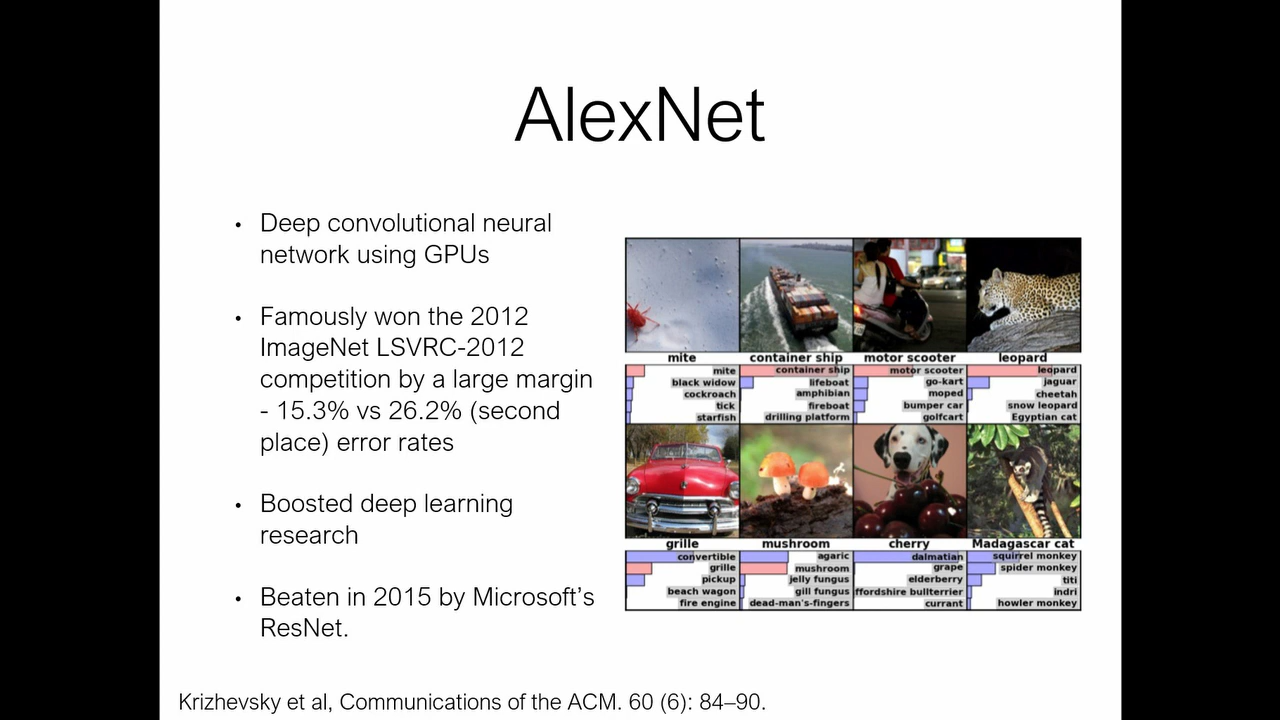 AlexNet
• Deep convolutional neural
network using GPUs
• Famously won the 2012
ImageNet LSVRC-2012
competition by a large margin
- 15.3% vs 26.2% (second
place) error rates
• Boosted deep learning
research
• Beaten in 2015 by Microsoft's
ResNet.
mite container ship motor scooter leopard
mite container ship motor scooter leopard
black widow lifeboat go-kart jaguar
cockroach amphibian moped cheetah
tick fireboat bumper car snow leopard
starfish drilling platform golfcart Egyptian cat
grille mushroom cherry Madagascar cat
convertible agaric dalmatian squirrel monkey
grille mushroom grape spider monkey
pickup jelly fungus elderberry titi
beach wagon gill fungus ffordshire bullterrier indri
fire engine dead-man's-fingers currant howler monkey
Krizhevsky et al, Communications of the ACM. 60 (6): 84–90.